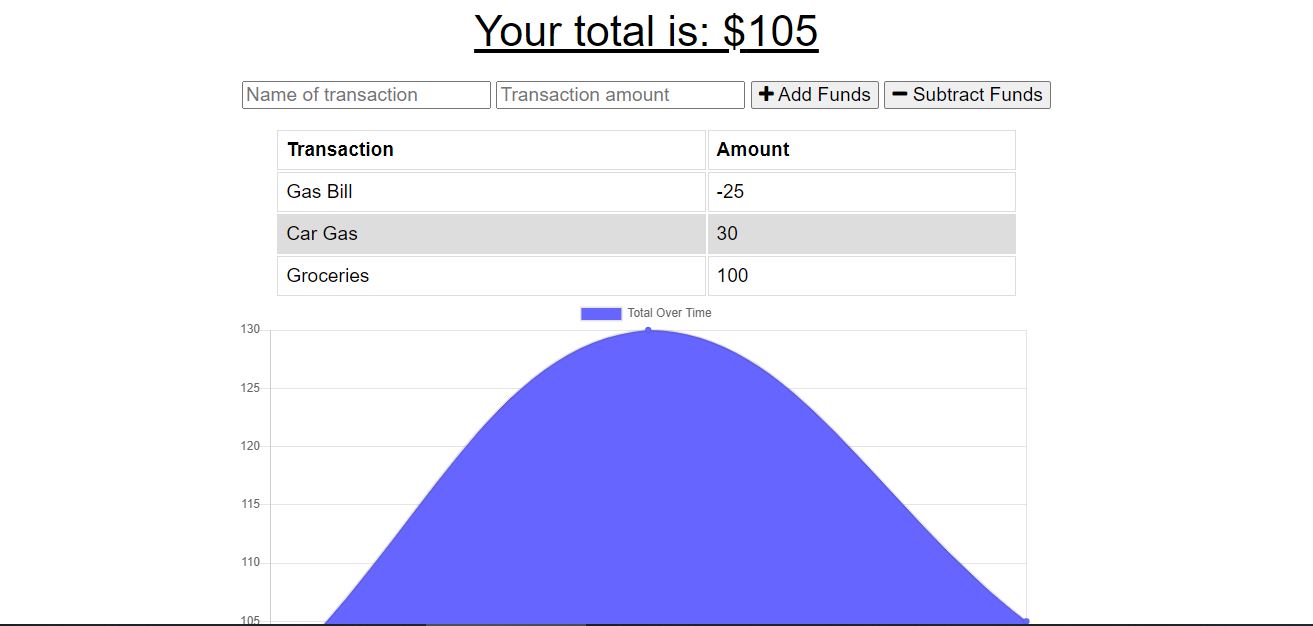 Your total is: $105
Name of transaction Transaction amount + Add Funds − Subtract Funds
Transaction Amount
Gas Bill -25
Car Gas 30
Groceries 100
Total Over Time
130
125
120
115
110
105